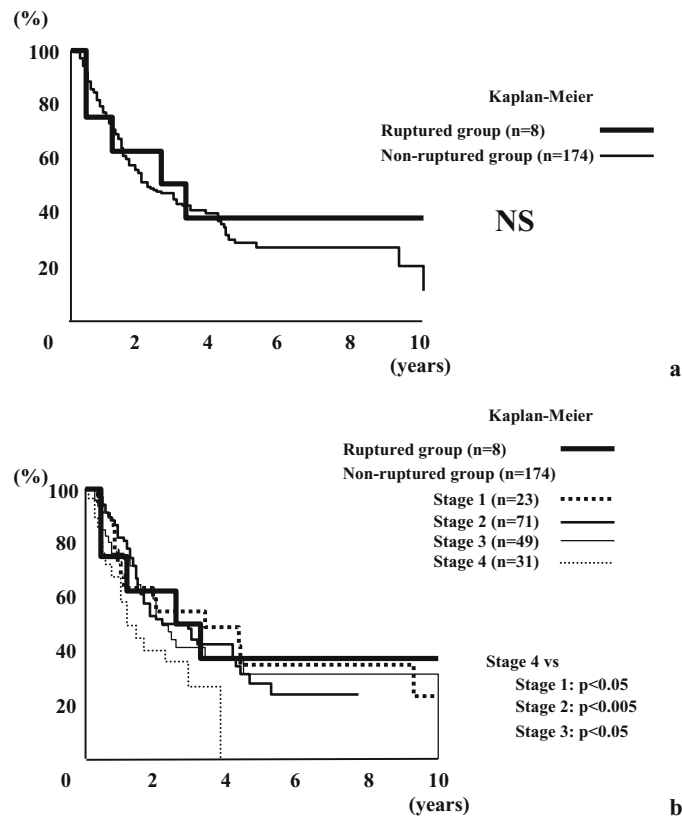 (%)
100
80
60
40
20
0 2 4 6 8 10
(years)
Kaplan-Meier
Ruptured group (n=8)
Non-ruptured group (n=174)
NS
a
Kaplan-Meier
Ruptured group (n=8)
Non-ruptured group (n=174)
Stage 1 (n=23)
Stage 2 (n=71)
Stage 3 (n=49)
Stage 4 (n=31)
(%)
100
80
60
40
20
0 2 4 6 8 10
(years)
Stage 4 vs
Stage 1: p<0.05
Stage 2: p<0.005
Stage 3: p<0.05
b